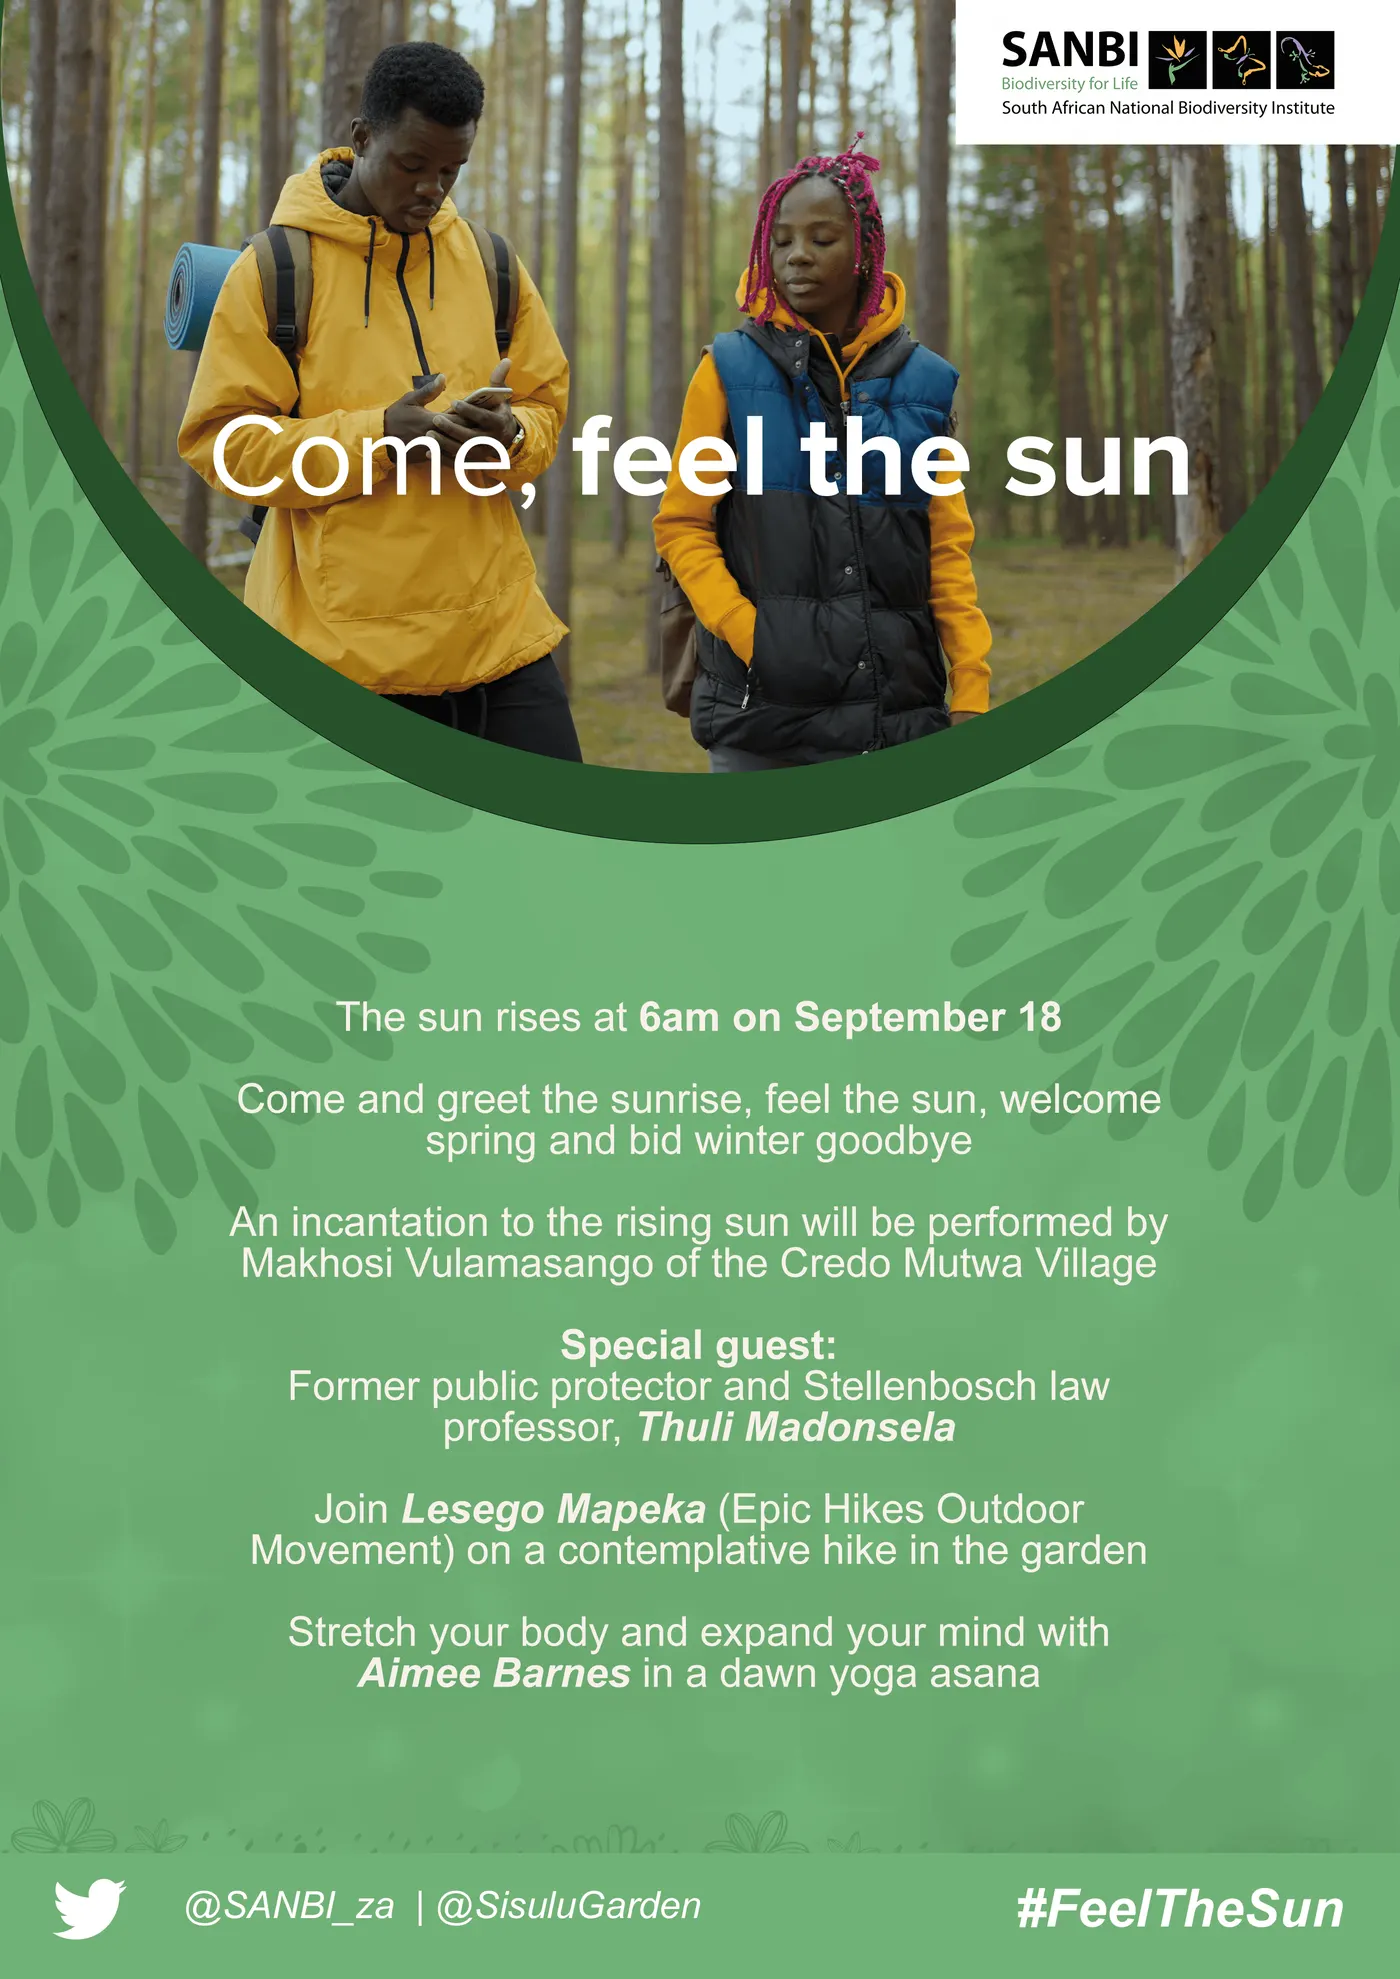 SANBI
Biodiversity for Life
South African National Biodiversity Institute
Come, feel the sun
The sun rises at 6am on September 18
Come and greet the sunrise, feel the sun, welcome
spring and bid winter goodbye
An incantation to the rising sun will be performed by
Makhosi Vulamasango of the Credo Mutwa Village
Special guest:
Former public protector and Stellenbosch law
professor, Thuli Madonsela
Join Lesego Mapeka (Epic Hikes Outdoor
Movement) on a contemplative hike in the garden
Stretch your body and expand your mind with
Aimee Barnes in a dawn yoga asana
@SANBI_za | @SisuluGarden
#FeelTheSun